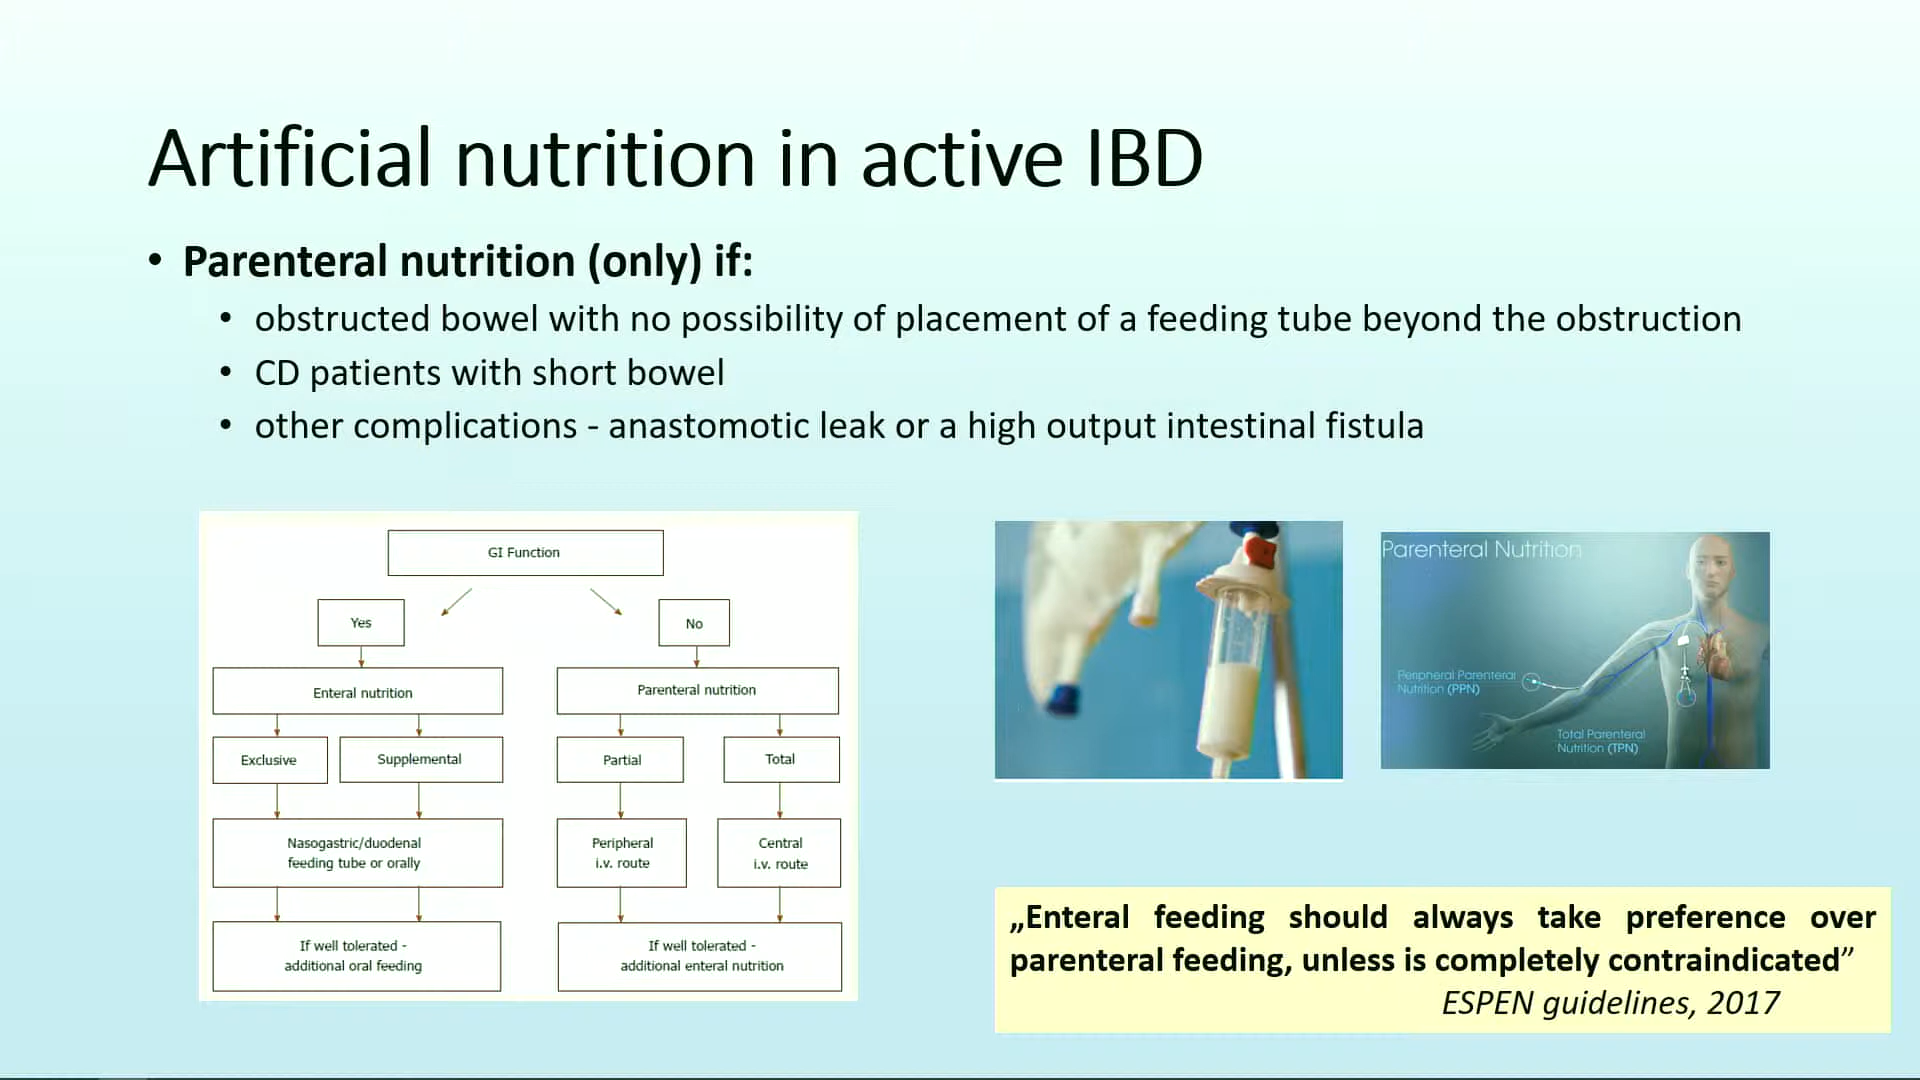 Artificial nutrition in active IBD
• Parenteral nutrition (only) if:
• obstructed bowel with no possibility of placement of a feeding tube beyond the obstruction
• CD patients with short bowel
• other complications - anastomotic leak or a high output intestinal fistula
GI Function
Yes
No
Enteral nutrition
Parenteral nutrition
Exclusive
Supplemental
Partial
Total
Nasogastric/duodenal
feeding tube or orally
Peripheral
i.v. route
Central
i.v. route
If well tolerated -
additional oral feeding
If well tolerated -
additional enteral nutrition
Parenteral Nutrition
Peripheral Parenteral
Nutrition (PPN)
Total Parenteral
Nutrition (TPN)
„Enteral feeding should always take preference over
parenteral feeding, unless is completely contraindicated”
ESPEN guidelines, 2017